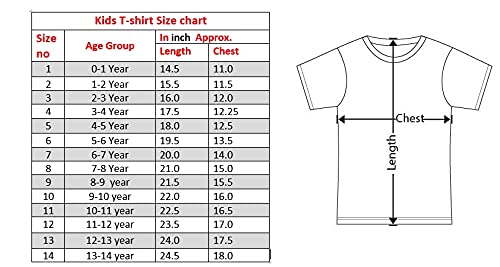 Kids T-shirt Size chart
Size no Age Group In inch Approx.
Length Chest
1 0-1 Year 14.5 11.0
2 1-2 Year 15.5 11.5
3 2-3 Year 16.0 12.0
4 3-4 Year 17.5 12.25
5 4-5 Year 18.0 12.5
6 5-6 Year 19.5 13.5
7 6-7 Year 20.0 14.0
8 7-8 Year 21.0 15.0
9 8-9 year 21.5 15.5
10 9-10 year 22.0 16.0
11 10-11 year 22.5 16.5
12 11-12 year 23.5 17.0
13 12-13 year 24.0 17.5
14 13-14 year 24.5 18.0
Chest
Length